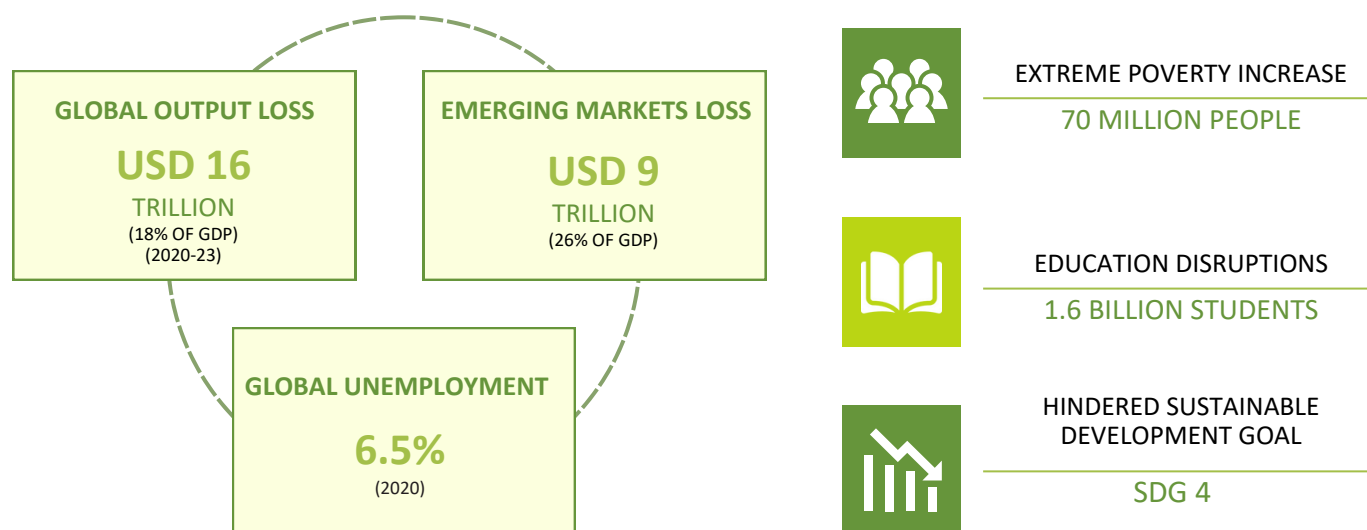 GLOBAL OUTPUT LOSS
USD 16
TRILLION
(18% OF GDP)
(2020-23)
EMERGING MARKETS LOSS
USD 9
TRILLION
(26% OF GDP)
GLOBAL UNEMPLOYMENT
6.5%
(2020)
EXTREME POVERTY INCREASE
70 MILLION PEOPLE
EDUCATION DISRUPTIONS
1.6 BILLION STUDENTS
HINDERED SUSTAINABLE
DEVELOPMENT GOAL
SDG 4